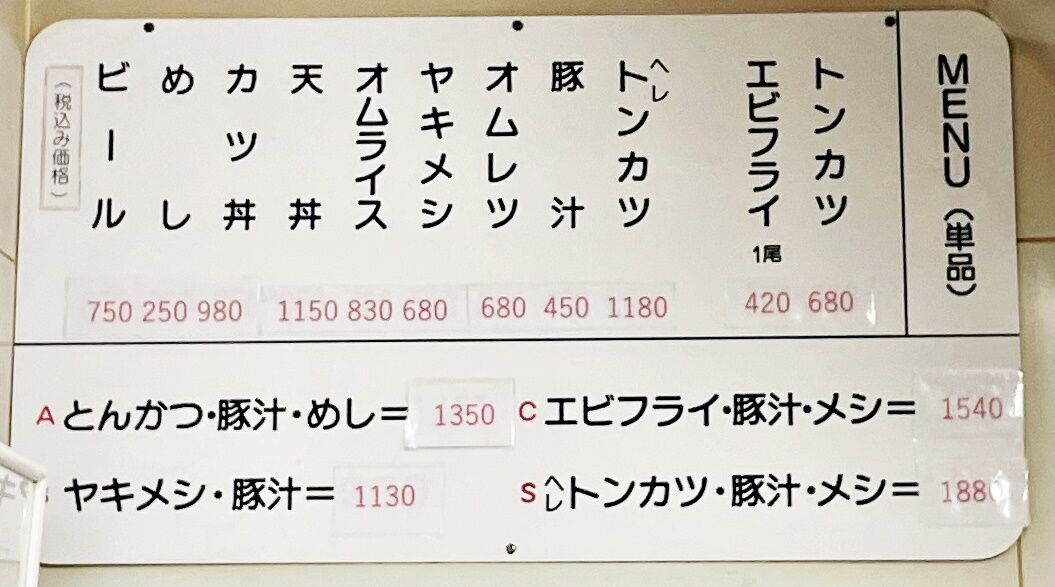 MENU（単品）
トンカツ 680
エビフライ 1尾 420
ヘレトンカツ 1180
豚汁 450
オムレツ 680
ヤキメシ 680
オムライス 830
天丼 1150
カツ丼 980
めし 250
ビール 750
（税込み価格）
A とんかつ・豚汁・めし＝ 1350
C エビフライ・豚汁・メシ＝ 1540
ヤキメシ・豚汁＝ 1130
S ヘレトンカツ・豚汁・メシ＝ 1880